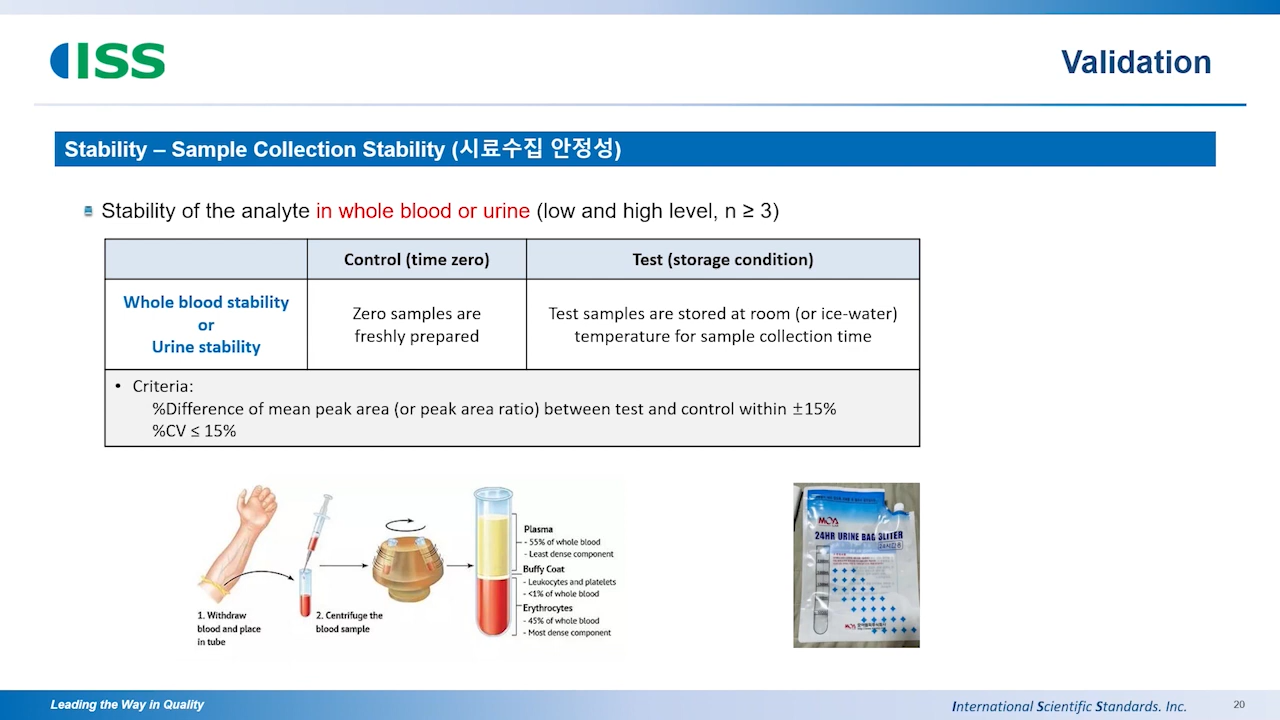 ISS
Validation
Stability – Sample Collection Stability (시료수집 안정성)
Stability of the analyte in whole blood or urine (low and high level, n ≥ 3)
Control (time zero)
Test (storage condition)
Whole blood stability
or
Urine stability
Zero samples are
freshly prepared
Test samples are stored at room (or ice-water)
temperature for sample collection time
• Criteria:
%Difference of mean peak area (or peak area ratio) between test and control within ±15%
%CV ≤ 15%
1. Withdraw
blood and place
in tube
2. Centrifuge the
blood sample
Plasma
- 55% of whole blood
- Least dense component
Buffy Coat
- Leukocytes and platelets
- <1% of whole blood
Erythrocytes
- 45% of whole blood
- Most dense component
MOA
24HR URINE BAG 3LITER
Leading the Way in Quality
International Scientific Standards. Inc.
20